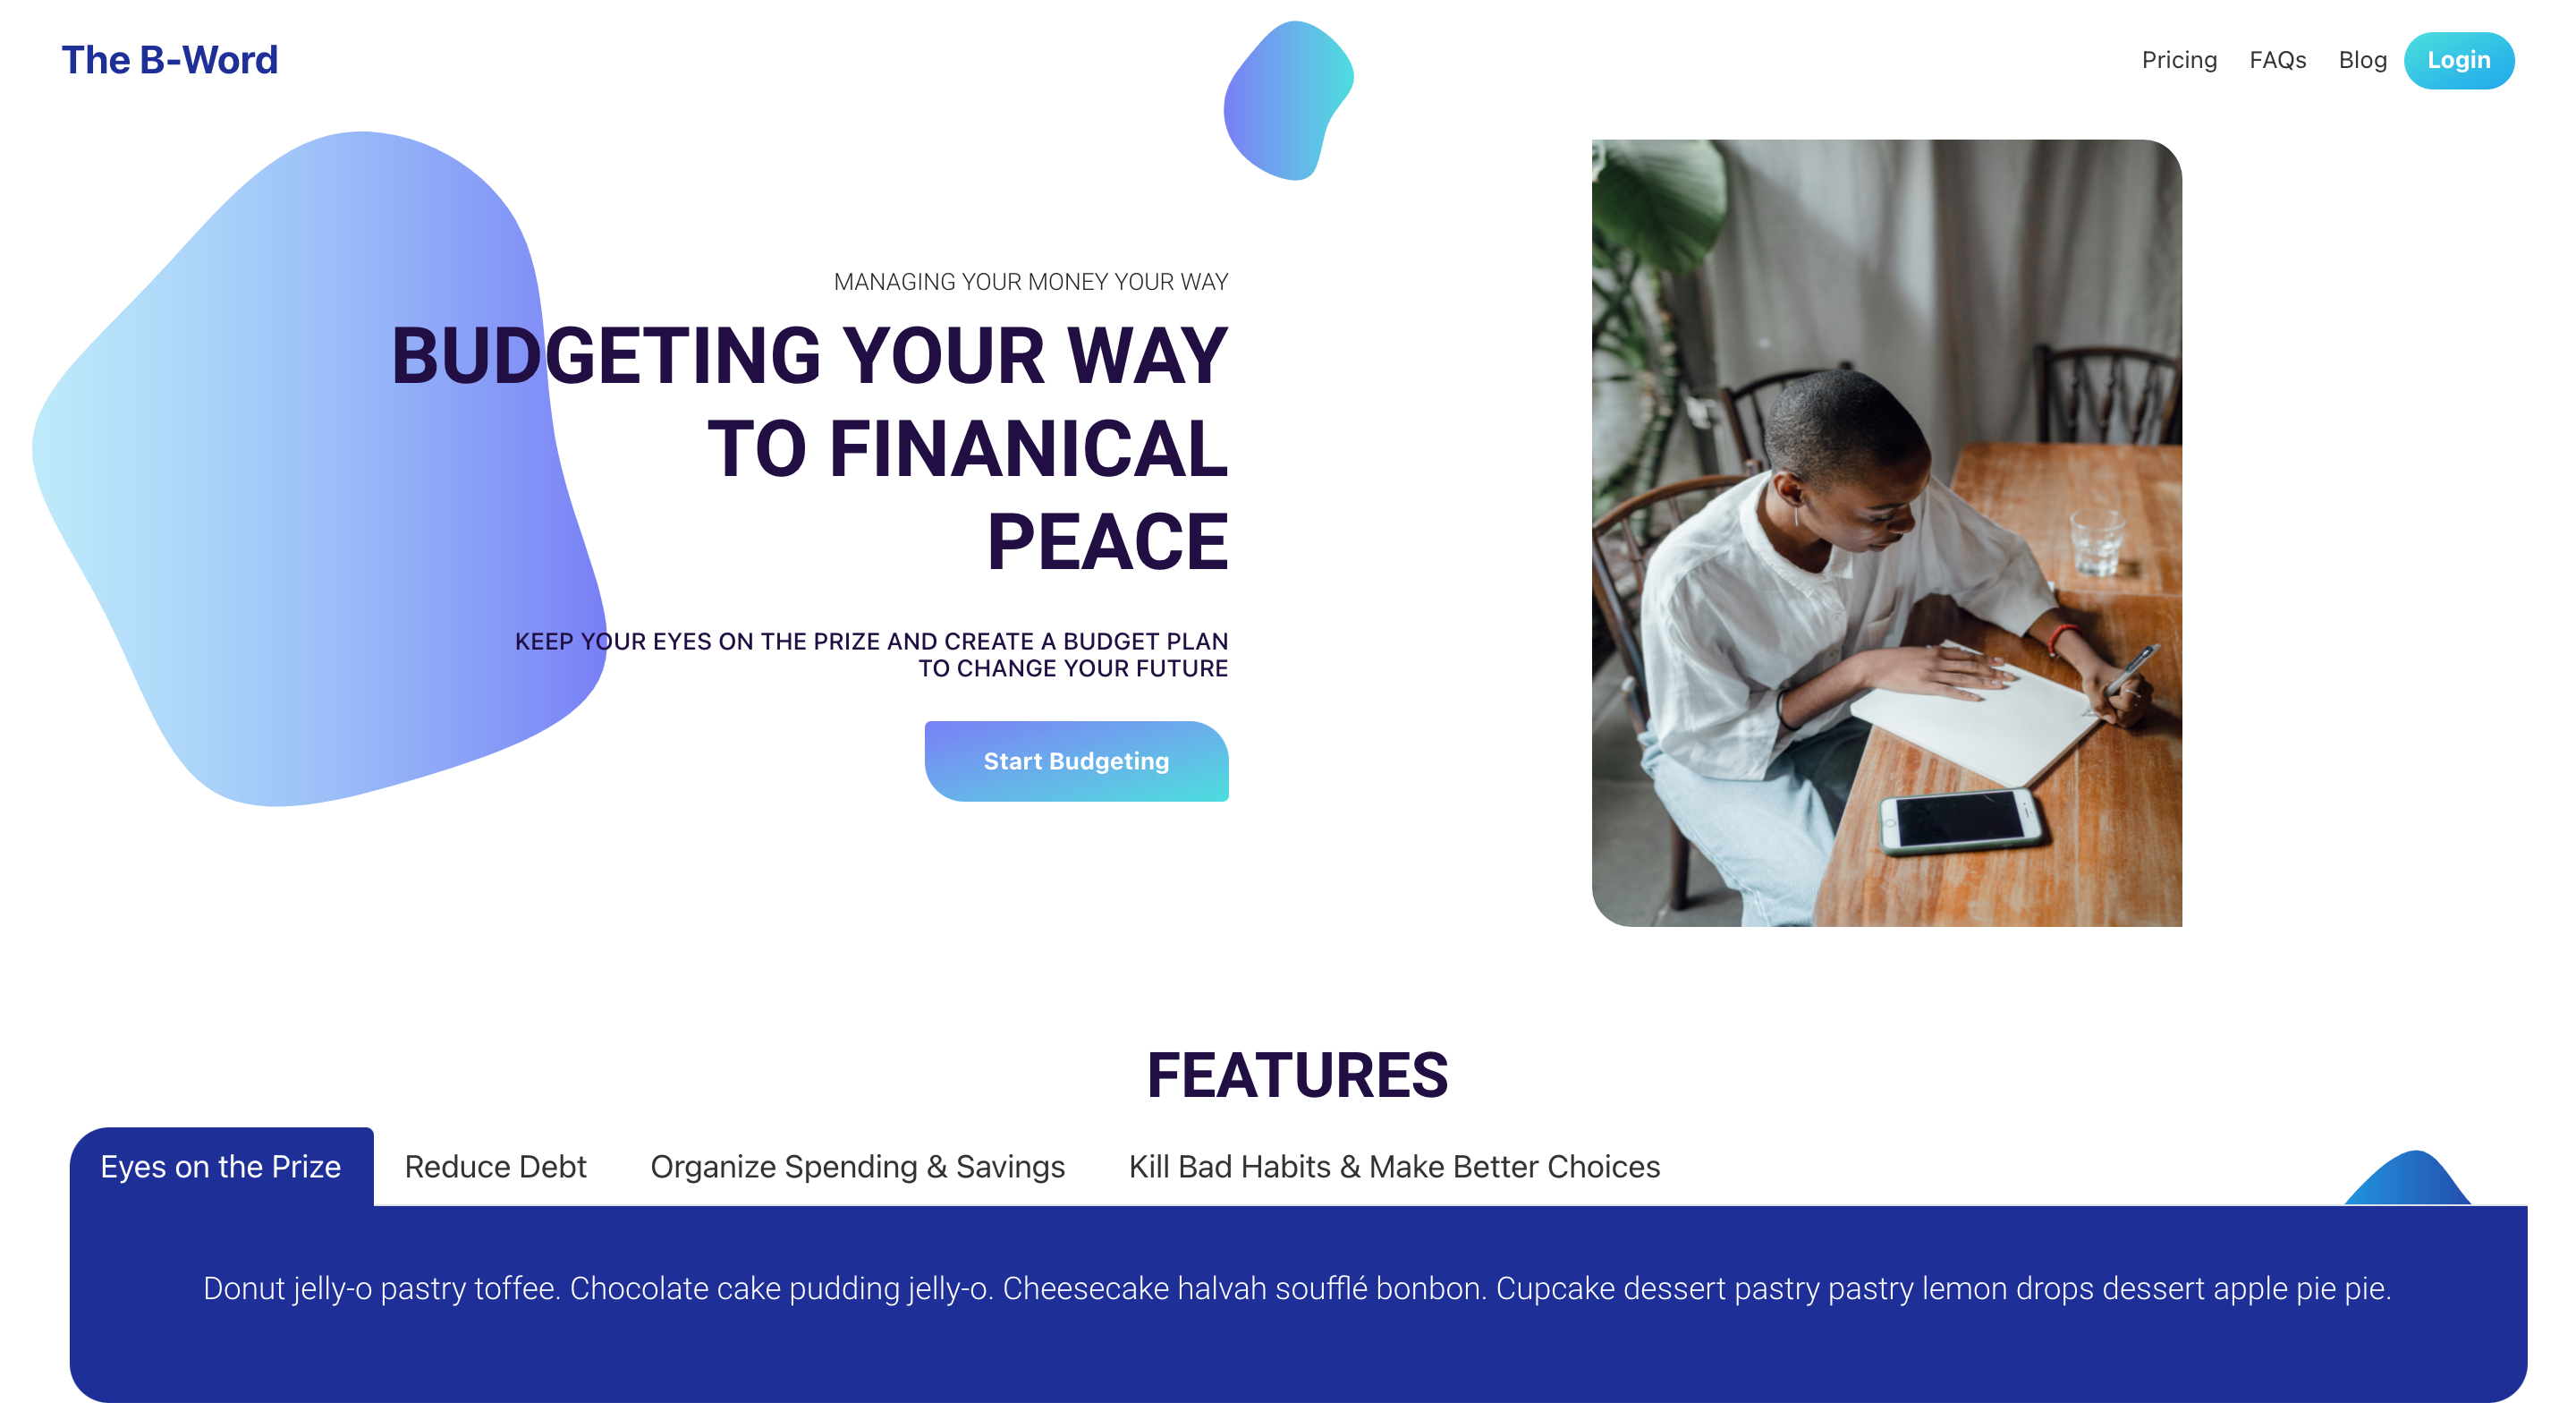 The B-Word
Pricing
FAQs
Blog
Login
MANAGING YOUR MONEY YOUR WAY
BUDGETING YOUR WAY
TO FINANICAL
PEACE
KEEP YOUR EYES ON THE PRIZE AND CREATE A BUDGET PLAN
TO CHANGE YOUR FUTURE
Start Budgeting
FEATURES
Eyes on the Prize
Reduce Debt
Organize Spending & Savings
Kill Bad Habits & Make Better Choices
Donut jelly-o pastry toffee. Chocolate cake pudding jelly-o. Cheesecake halvah soufflé bonbon. Cupcake dessert pastry pastry lemon drops dessert apple pie pie.